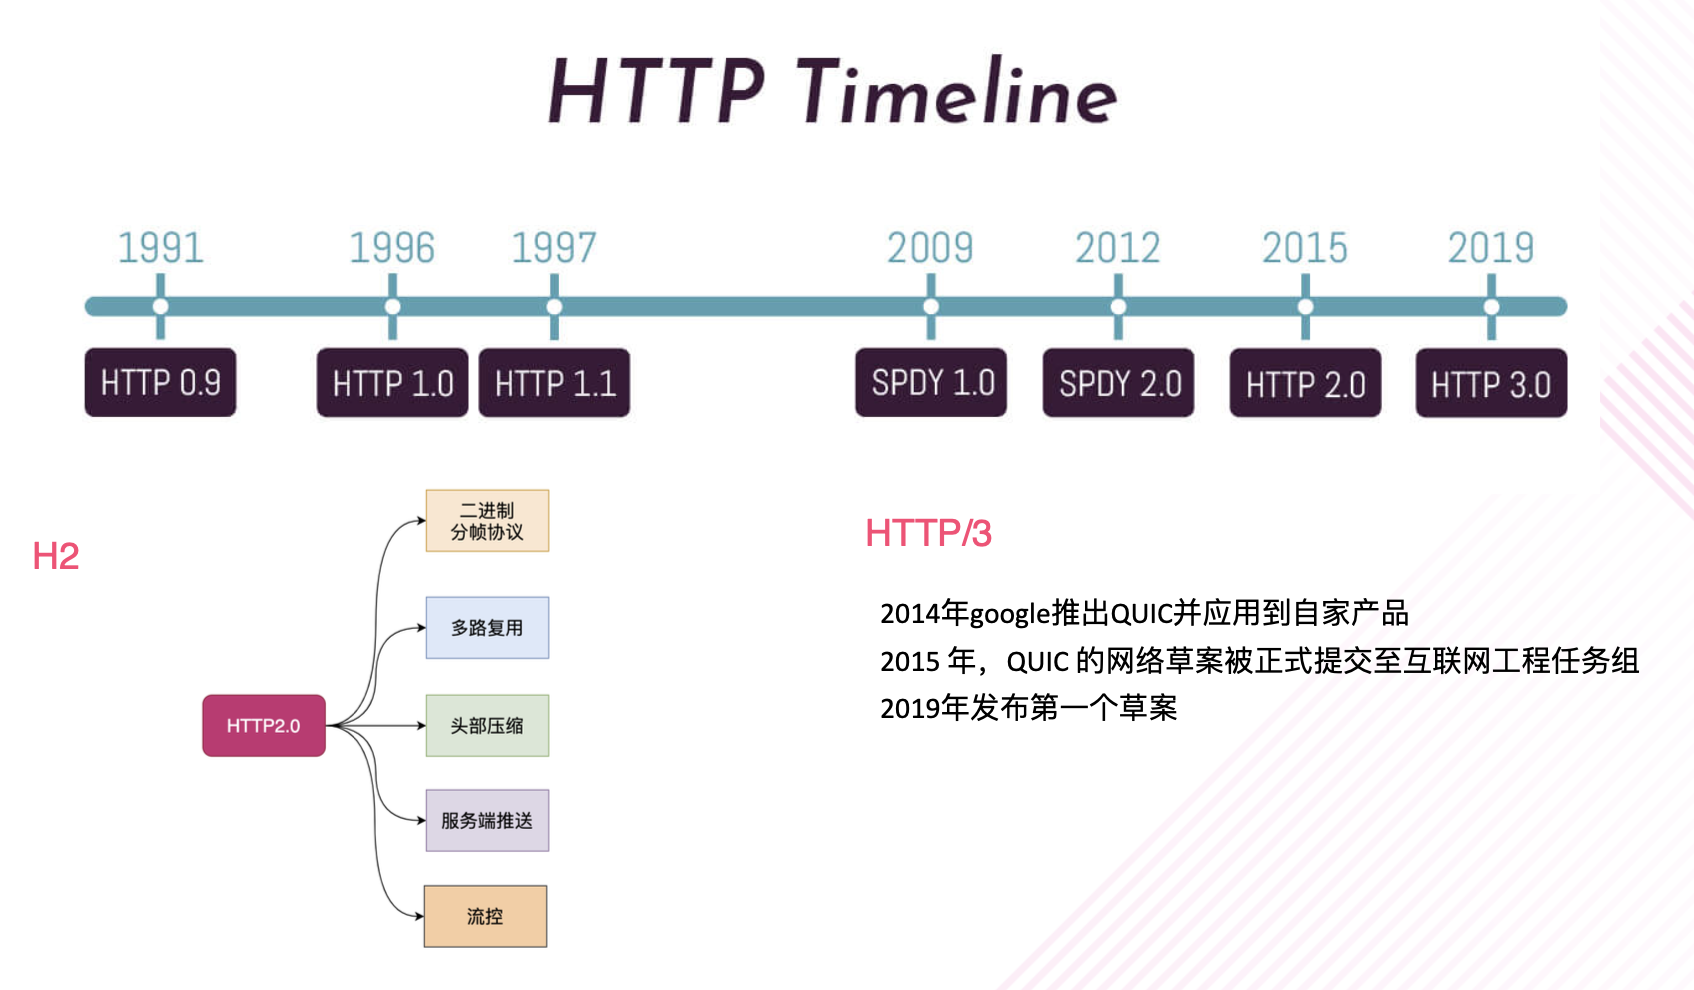 HTTP Timeline
1991
1996
1997
2009
2012
2015
2019
HTTP 0.9
HTTP 1.0
HTTP 1.1
SPDY 1.0
SPDY 2.0
HTTP 2.0
HTTP 3.0
H2
HTTP2.0
二进制
分帧协议
多路复用
头部压缩
服务端推送
流控
HTTP/3
2014年google推出QUIC并应用到自家产品
2015 年，QUIC 的网络草案被正式提交至互联网工程任务组
2019年发布第一个草案